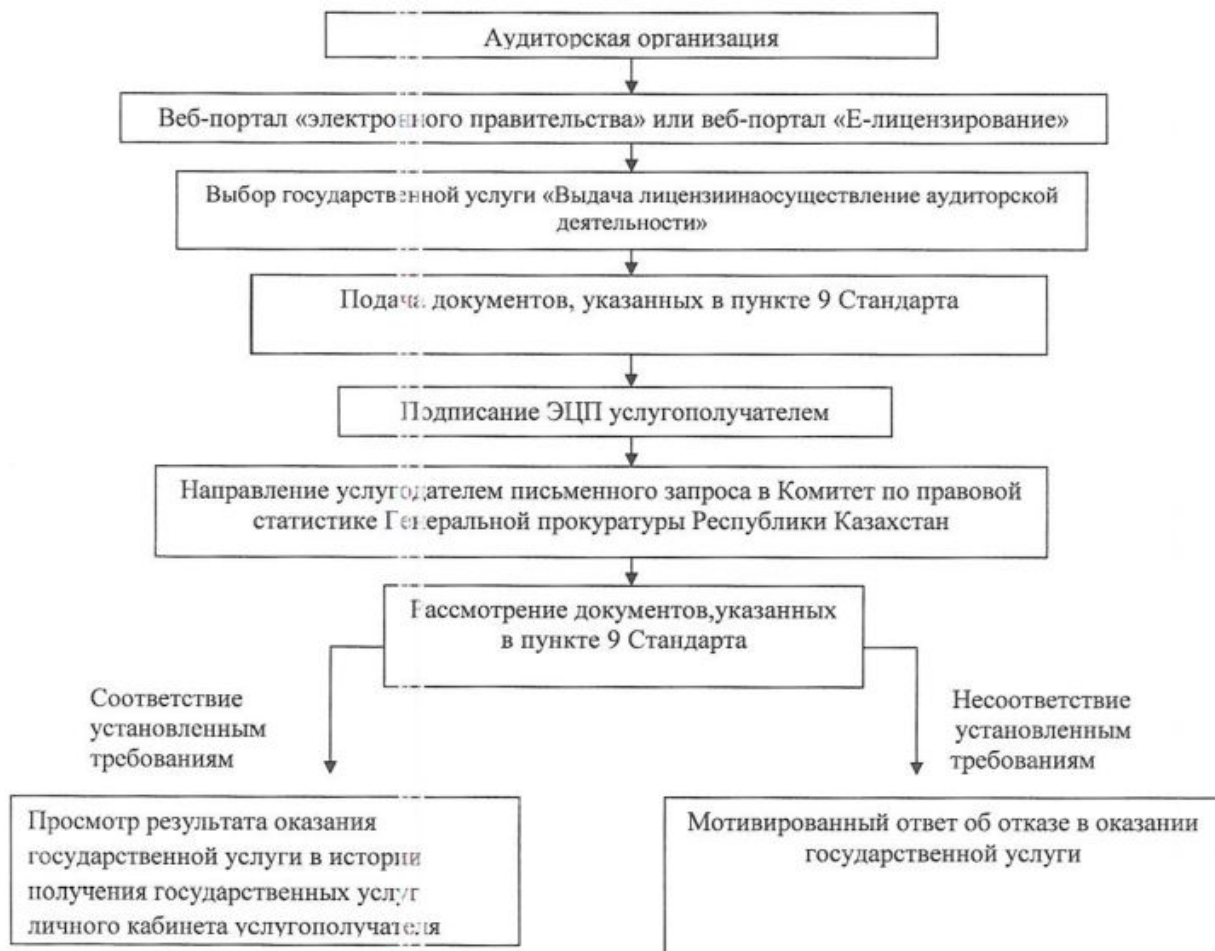 Аудиторская организация
Веб-портал «электронного правительства» или веб-портал «Е-лицензирование»
Выбор государственной услуги «Выдача лицензиинаосуществление аудиторской
деятельности»
Подача документов, указанных в пункте 9 Стандарта
Подписание ЭЦП услугополучателем
Направление услугодателем письменного запроса в Комитет по правовой
статистике Генеральной прокуратуры Республики Казахстан
Рассмотрение документов,указанных
в пункте 9 Стандарта
Соответствие
установленным
требованиям
Несоответствие
установленным
требованиям
Просмотр результата оказания
государственной услуги в истории
получения государственных услуг
личного кабинета услугополучателя
Мотивированный ответ об отказе в оказании
государственной услуги